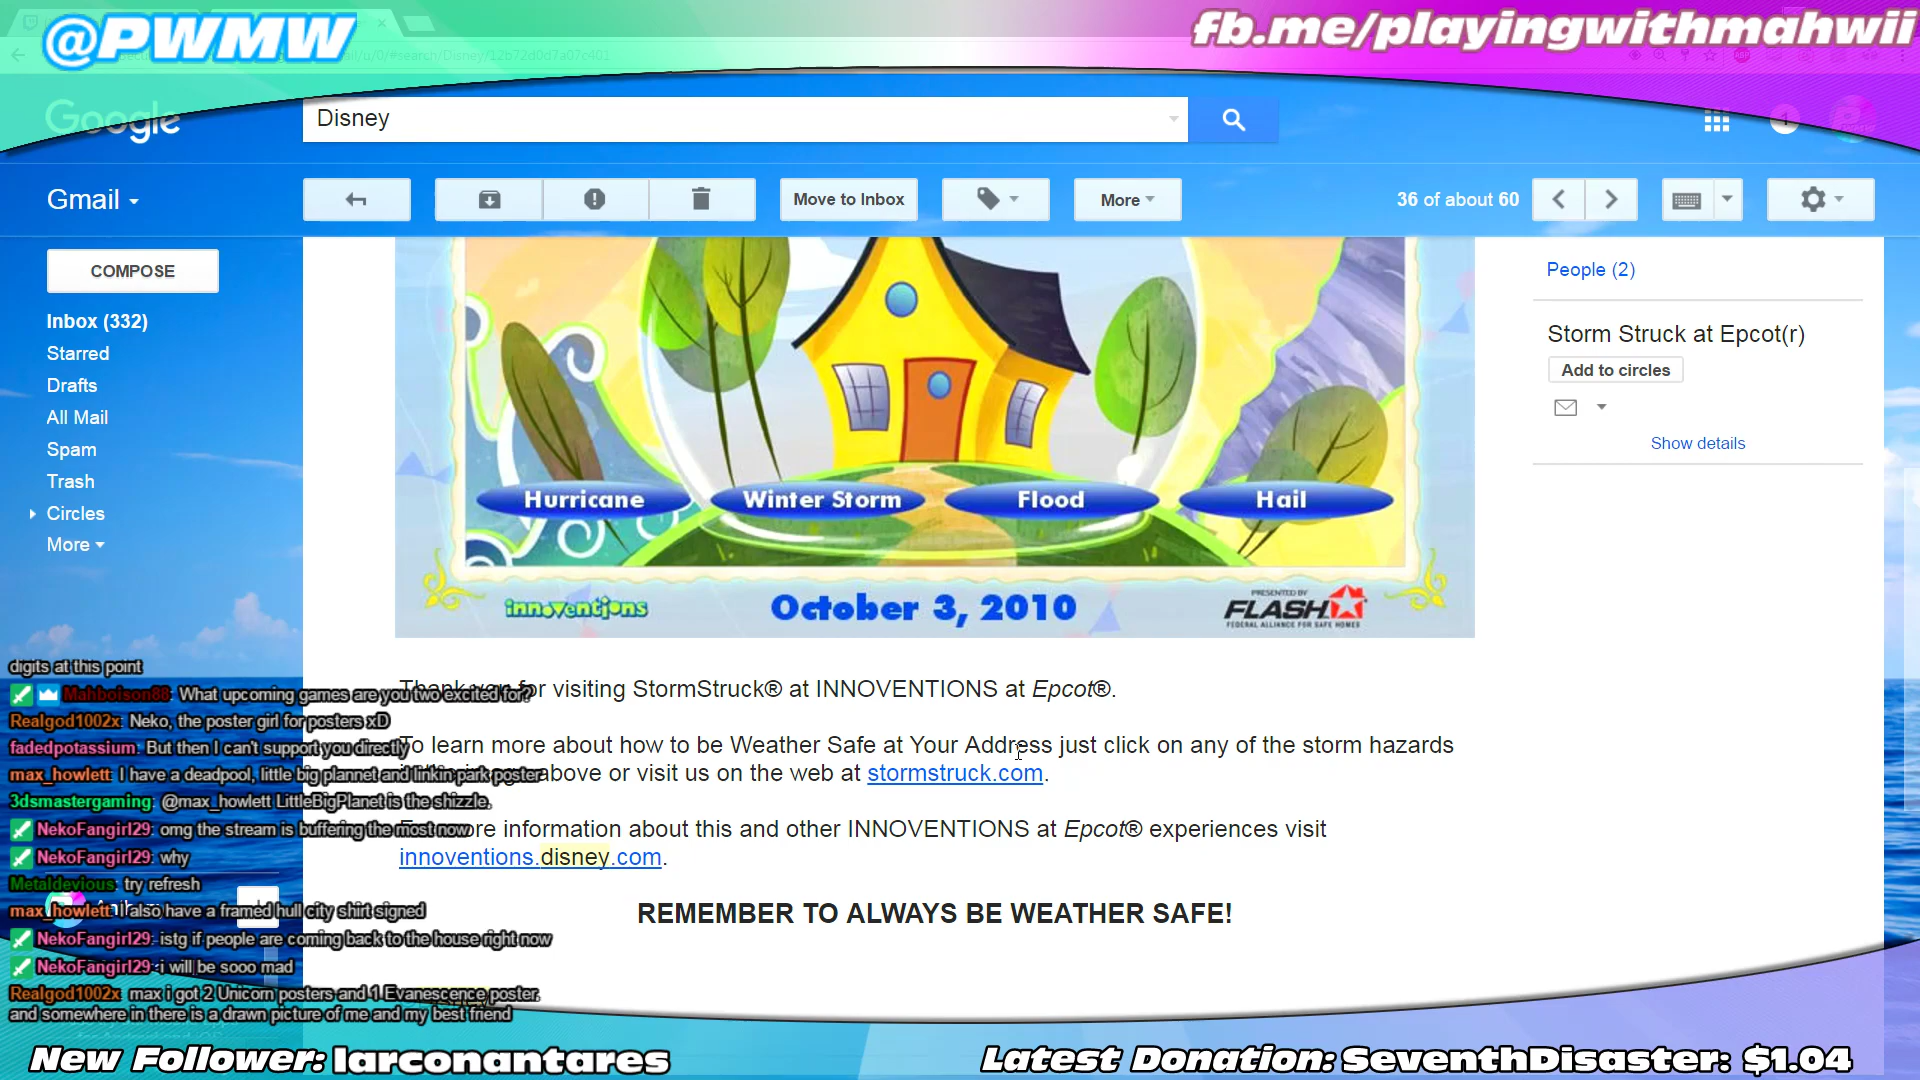 @PWMW
fb.me/playingwithmahwii
Google
Disney
1
Gmail
Move to Inbox
More
36 of about 60
COMPOSE
Inbox (332)
Starred
Drafts
All Mail
Spam
Trash
Circles
More
People (2)
Storm Struck at Epcot(r)
Add to circles
Show details
Hurricane
Winter Storm
Flood
Hail
innoventions
October 3, 2010
PRESENTED BY
FLASH
FEDERAL ALLIANCE FOR SAFE HOMES
Thank you for visiting StormStruck® at INNOVENTIONS at Epcot®.
To learn more about how to be Weather Safe at Your Address just click on any of the storm hazards
above or visit us on the web at stormstruck.com.
For more information about this and other INNOVENTIONS at Epcot® experiences visit
innoventions.disney.com.
REMEMBER TO ALWAYS BE WEATHER SAFE!
digits at this point
Mahboison88: What upcoming games are you two excited for?
Realgod1002x: Neko, the poster girl for posters xD
fadedpotassium: But then I can't support you directly
max_howlett: I have a deadpool, little big plannet and linkin park poster
3dsmastergaming: @max_howlett LittleBigPlanet is the shizzle.
NekoFangirl29: omg the stream is buffering the most now
NekoFangirl29: why
Metaldevious: try refresh
max_howlett: I also have a framed hull city shirt signed
NekoFangirl29: istg if people are coming back to the house right now
NekoFangirl29: i will be sooo mad
Realgod1002x: max i got 2 Unicorn posters and 1 Evanescence poster.
and somewhere in there is a drawn picture of me and my best friend
New Follower: larconantares
Latest Donation: SeventhDisaster: $1.04